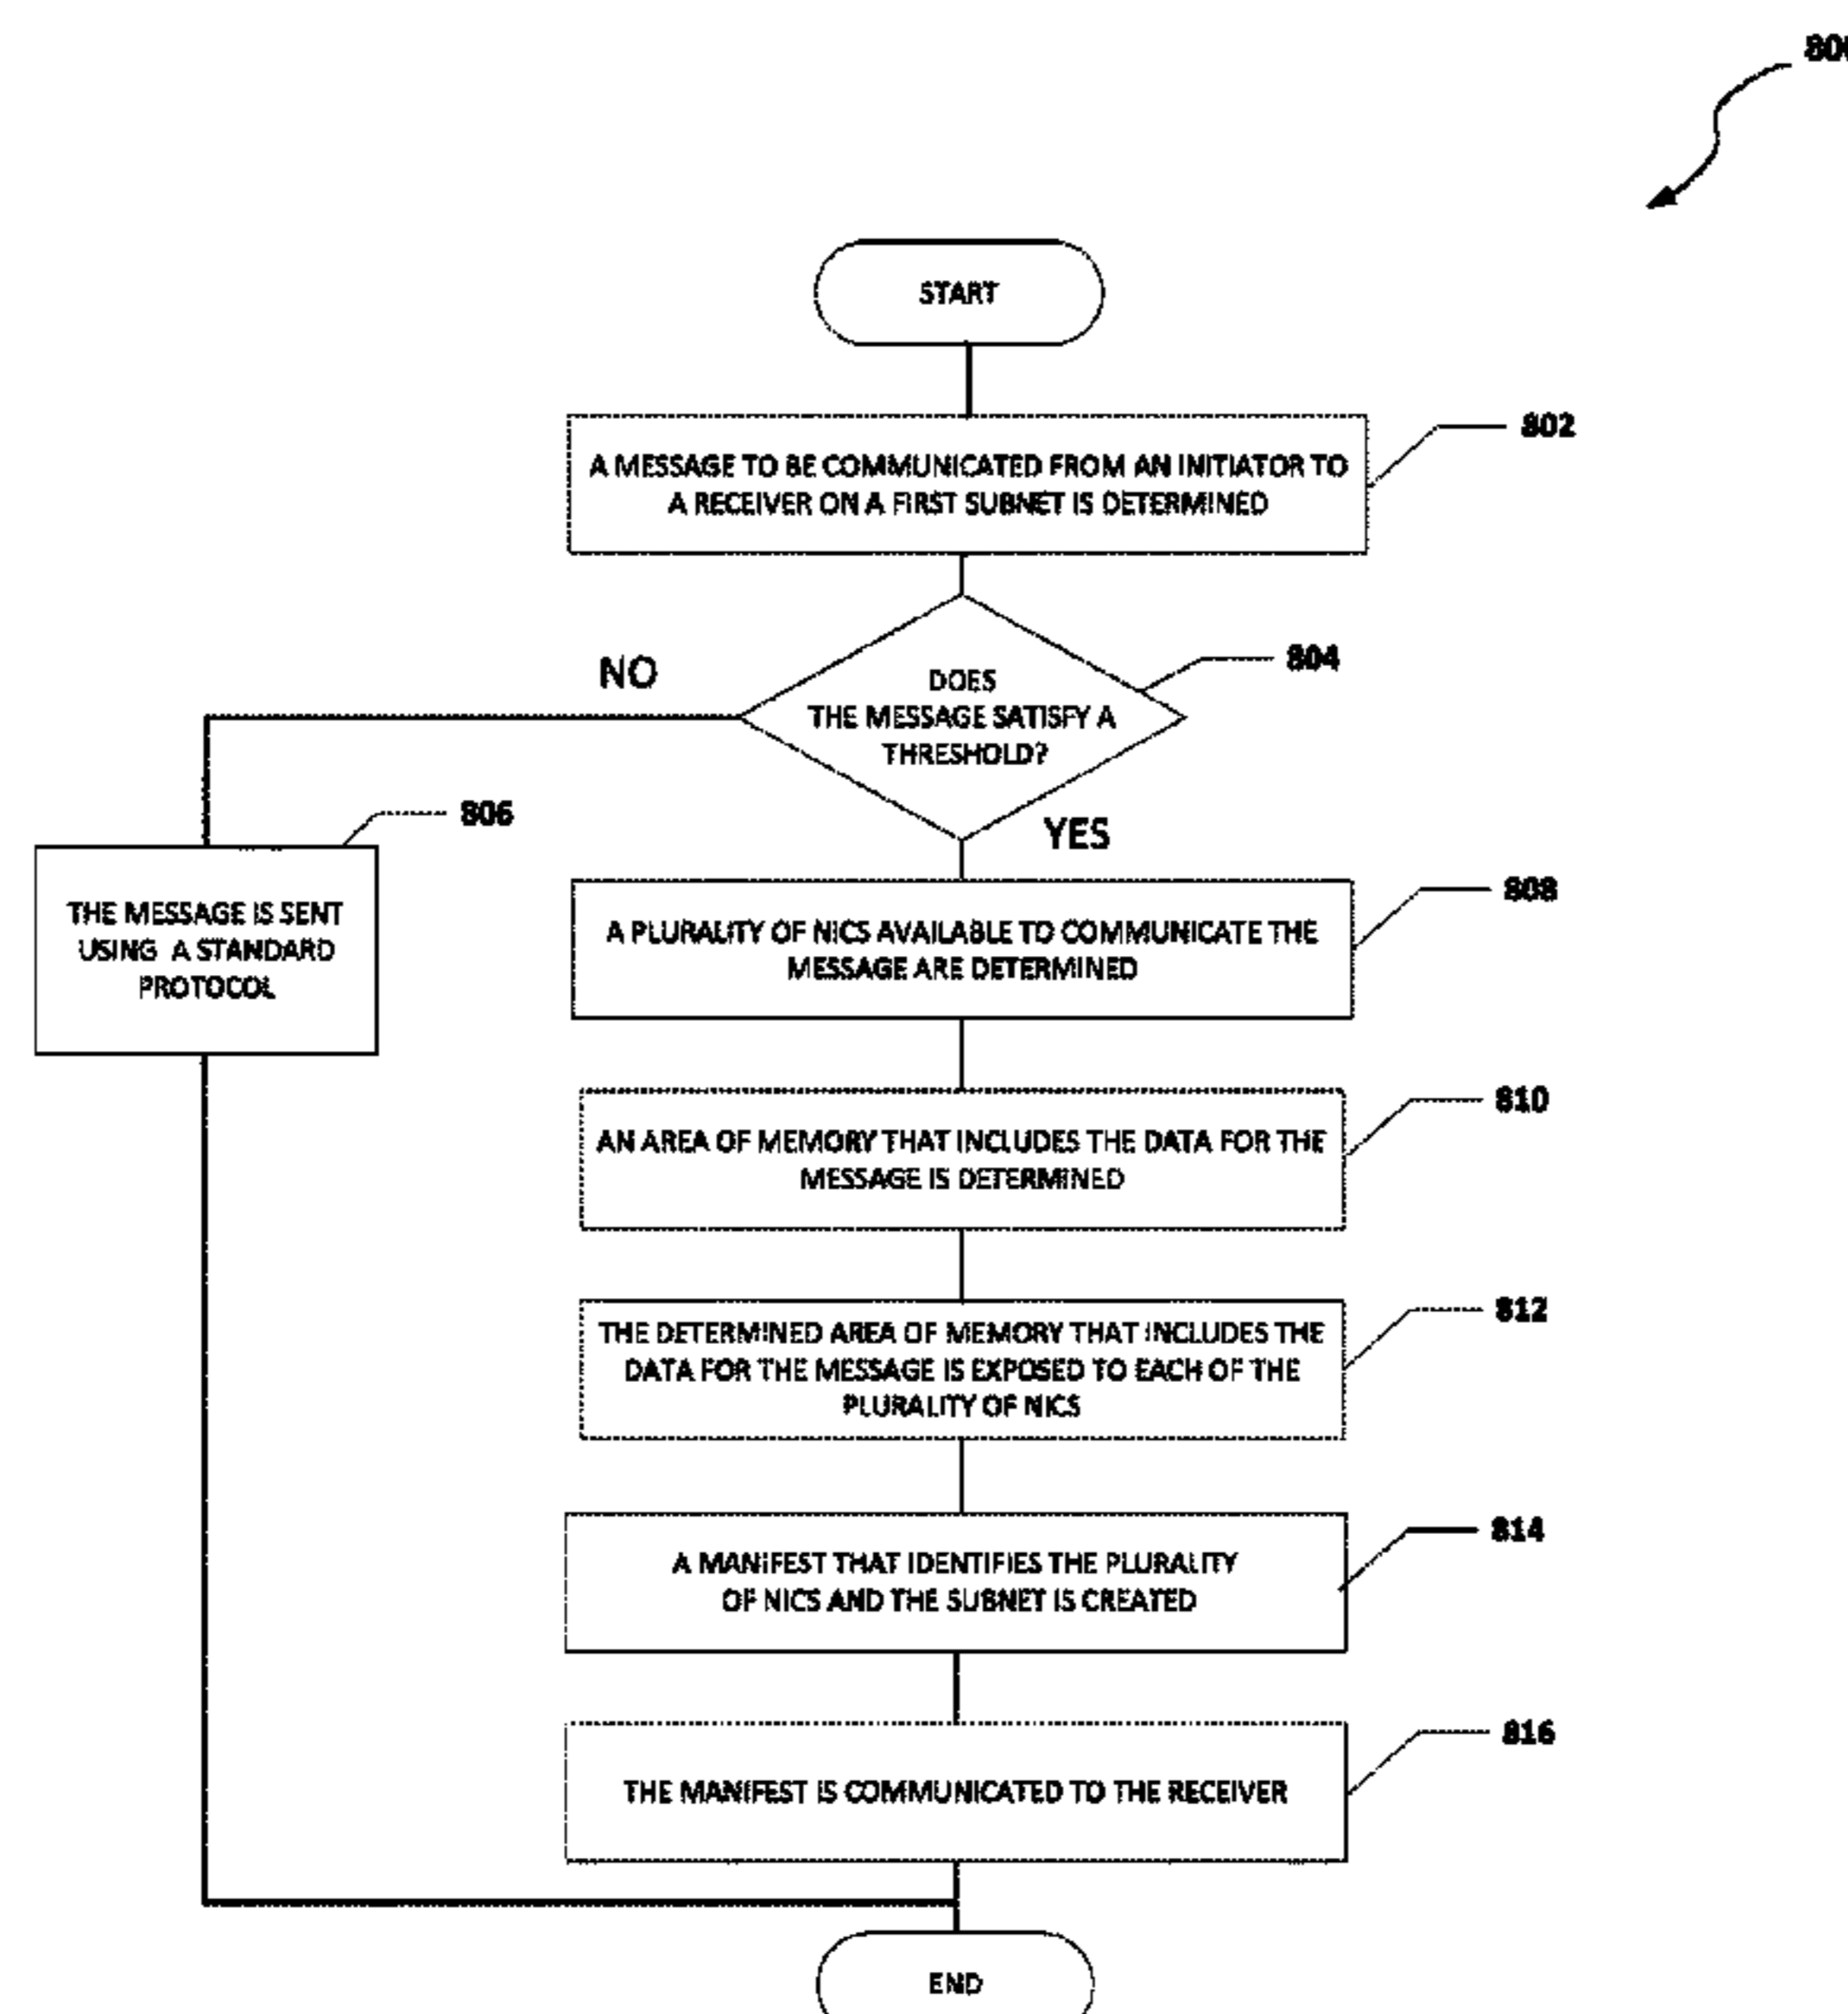 START
802
A MESSAGE TO BE COMMUNICATED FROM AN INITIATOR TO
A RECEIVER ON A FIRST SUBNET IS DETERMINED
NO
804
DOES
THE MESSAGE SATISFY A
THRESHOLD?
YES
806
THE MESSAGE IS SENT
USING A STANDARD
PROTOCOL
808
A PLURALITY OF NICS AVAILABLE TO COMMUNICATE THE
MESSAGE ARE DETERMINED
810
AN AREA OF MEMORY THAT INCLUDES THE DATA FOR THE
MESSAGE IS DETERMINED
812
THE DETERMINED AREA OF MEMORY THAT INCLUDES THE
DATA FOR THE MESSAGE IS EXPOSED TO EACH OF THE
PLURALITY OF NICS
814
A MANIFEST THAT IDENTIFIES THE PLURALITY
OF NICS AND THE SUBNET IS CREATED
816
THE MANIFEST IS COMMUNICATED TO THE RECEIVER
END